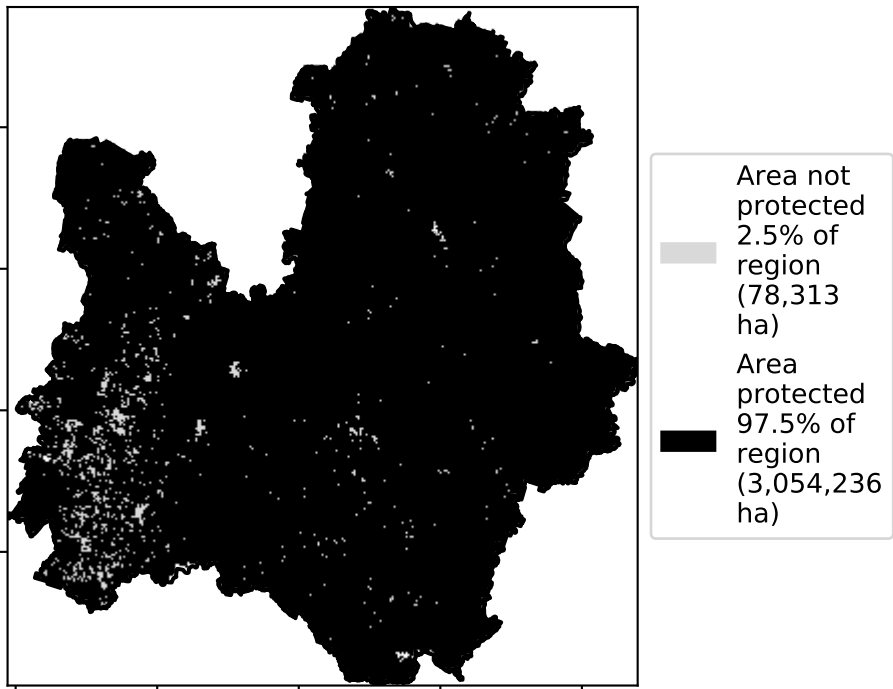 Area not
protected
2.5% of
region
(78,313
ha)
Area
protected
97.5% of
region
(3,054,236
ha)